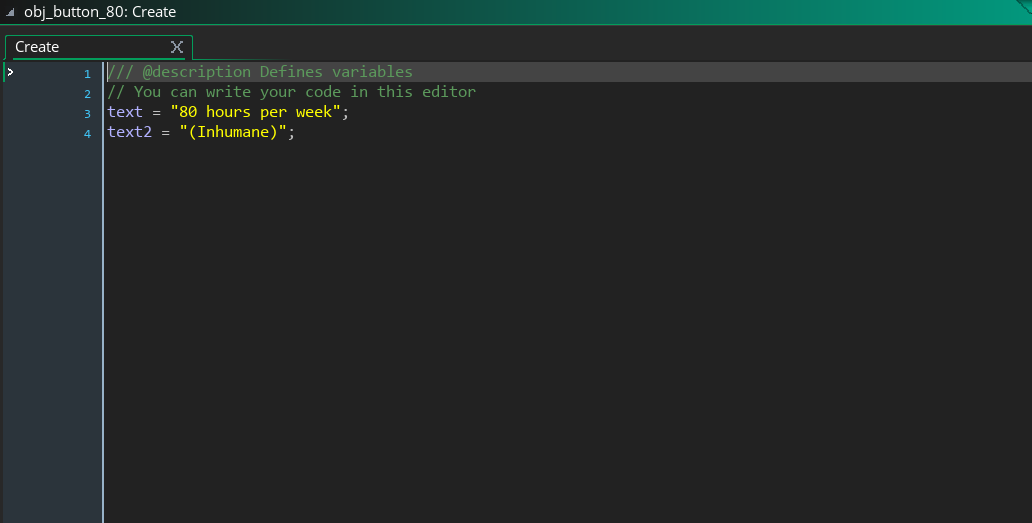 obj_button_80: Create
Create
1 /// @description Defines variables
2 // You can write your code in this editor
3 text = "80 hours per week";
4 text2 = "(Inhumane)";